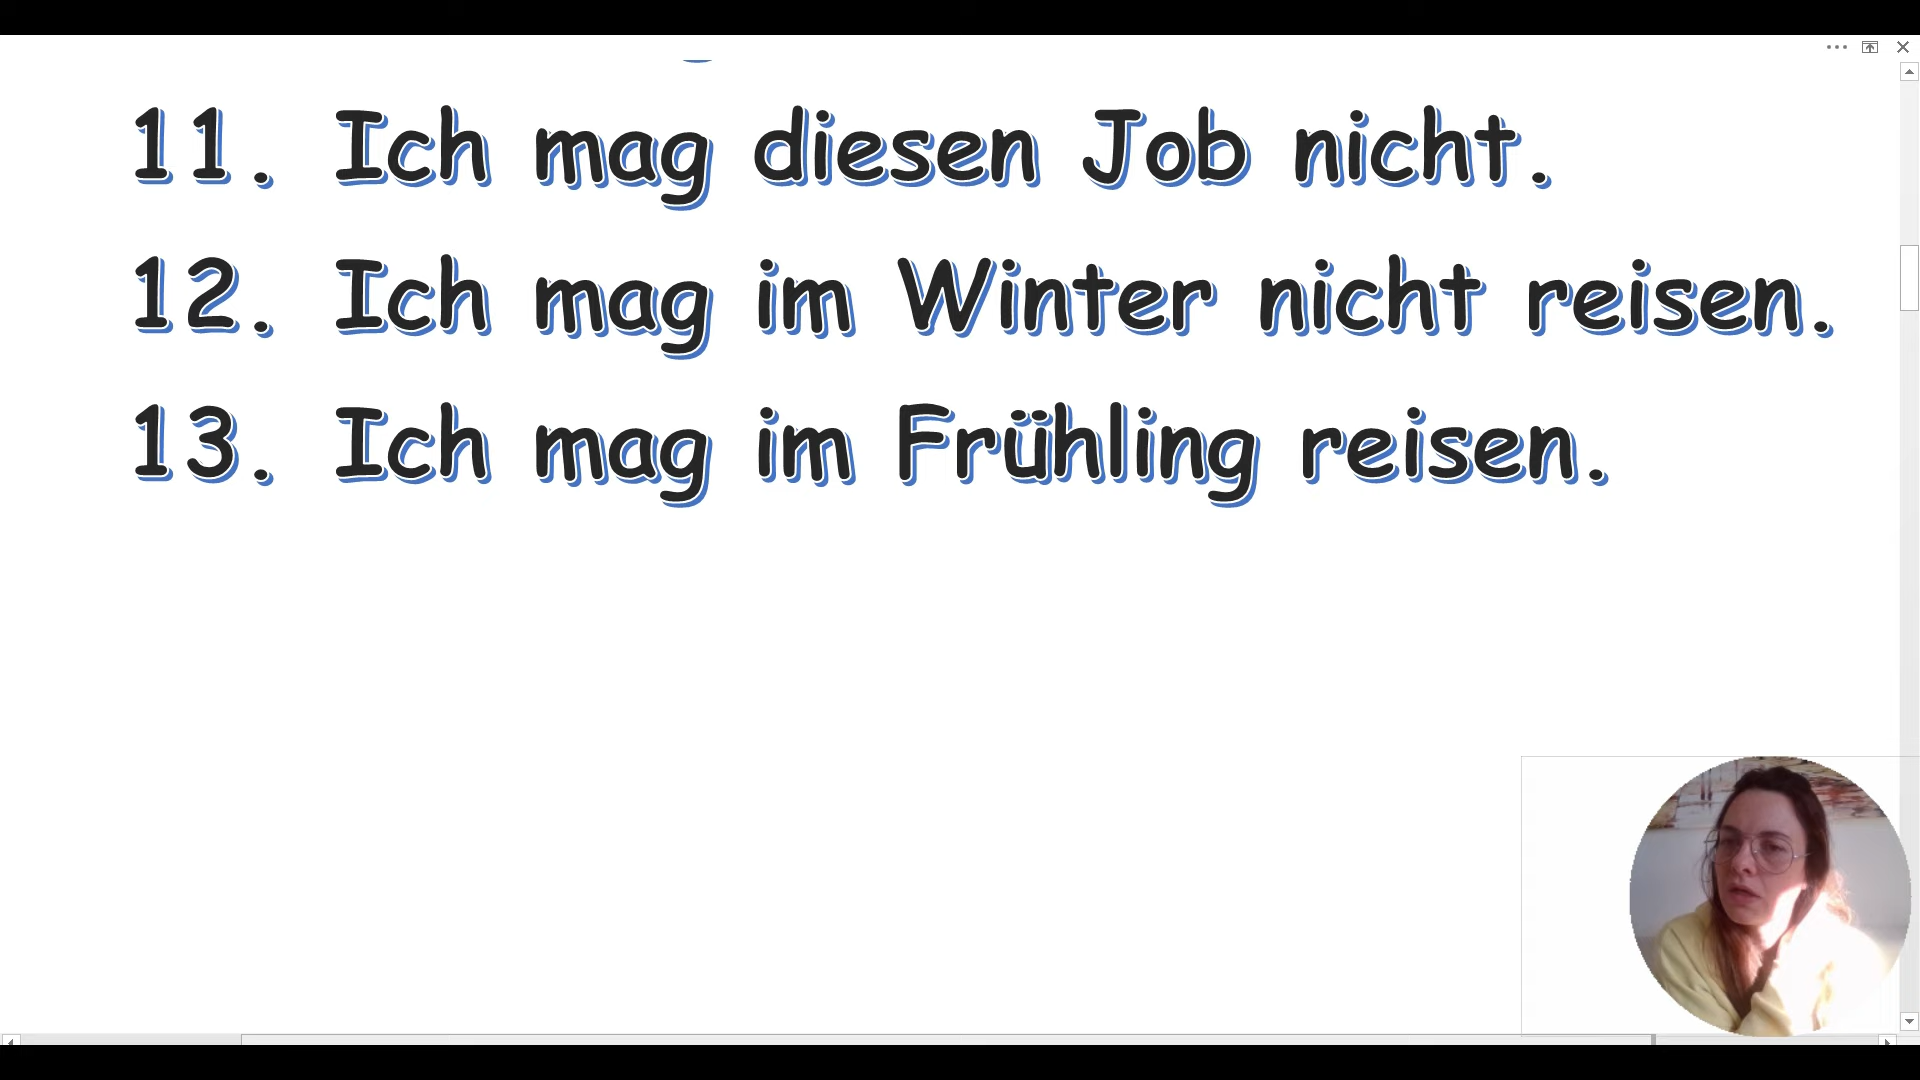 11. Ich mag diesen Job nicht.
12. Ich mag im Winter nicht reisen.
13. Ich mag im Frühling reisen.